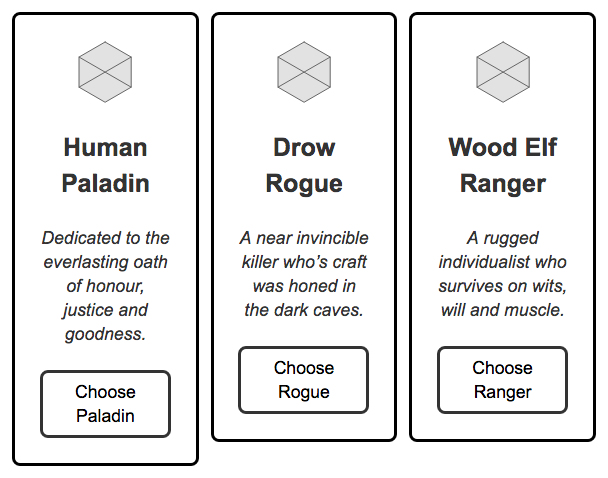 Human
Paladin
Dedicated to the
everlasting oath
of honour,
justice and
goodness.
Choose
Paladin
Drow
Rogue
A near invincible
killer who’s craft
was honed in
the dark caves.
Choose
Rogue
Wood Elf
Ranger
A rugged
individualist who
survives on wits,
will and muscle.
Choose
Ranger